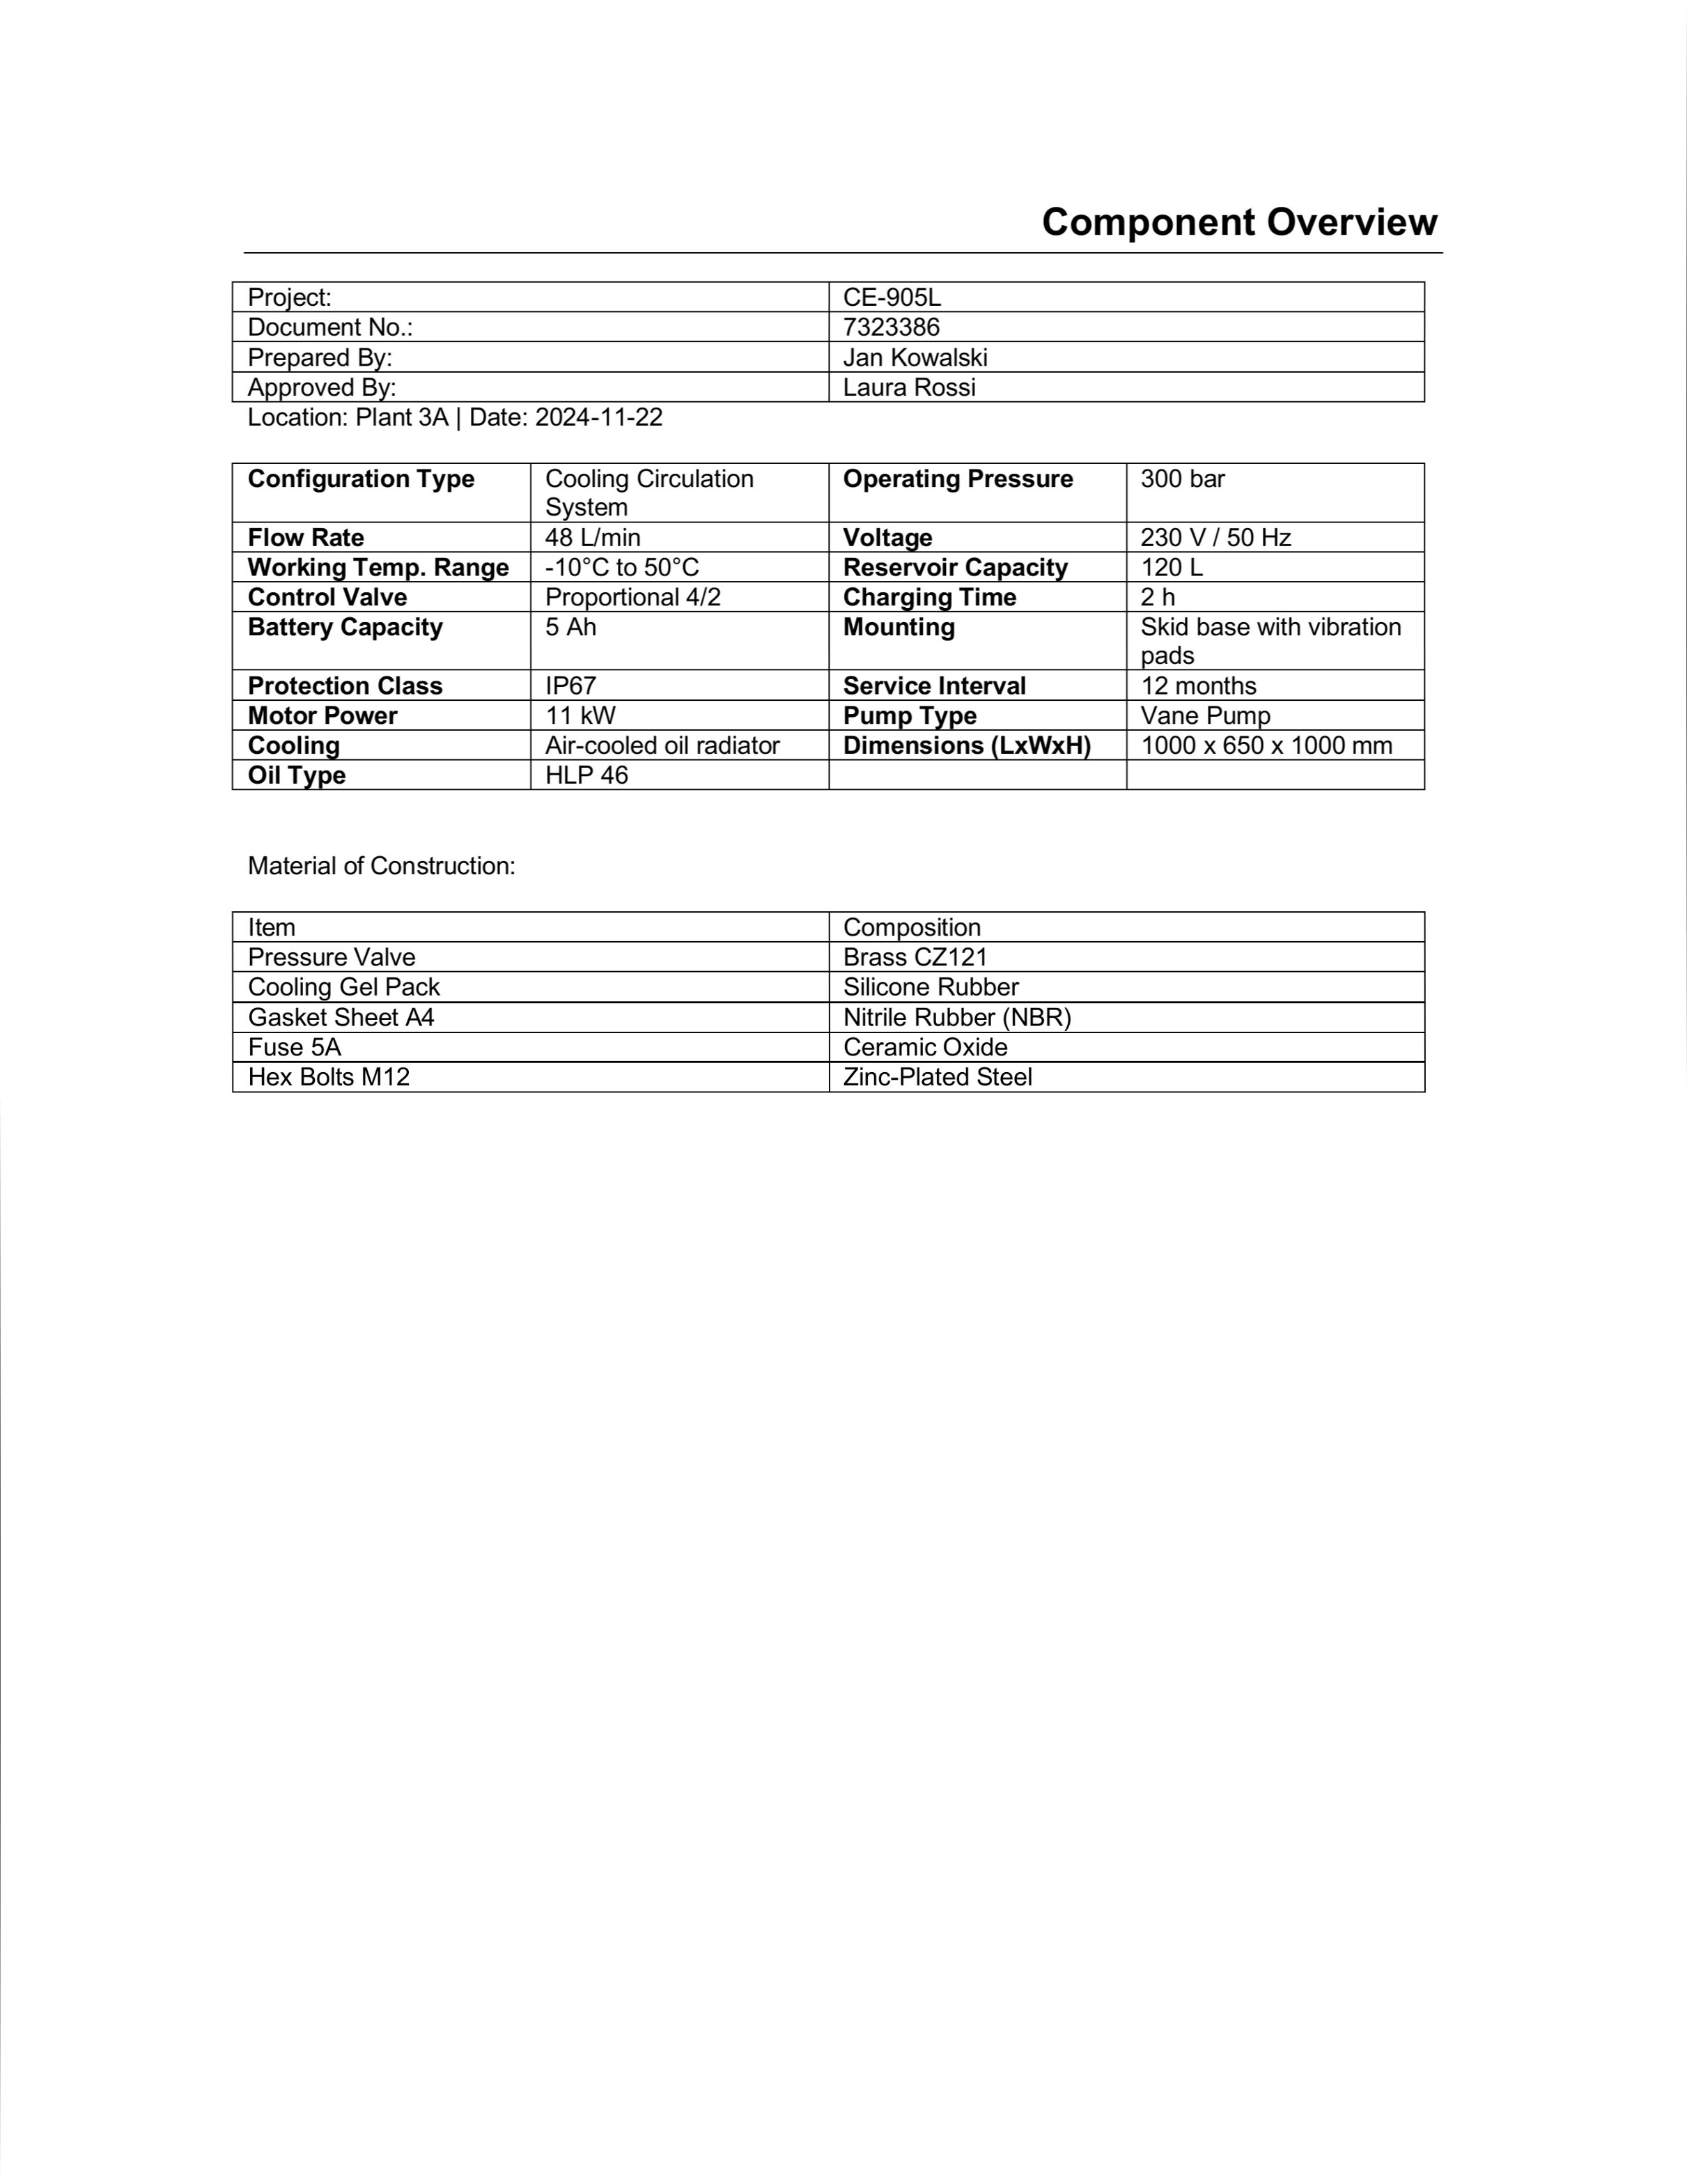 Component Overview
Project: CE-905L
Document No.: 7323386
Prepared By: Jan Kowalski
Approved By: Laura Rossi
Location: Plant 3A | Date: 2024-11-22
Configuration Type Cooling Circulation System Operating Pressure 300 bar
Flow Rate 48 L/min Voltage 230 V / 50 Hz
Working Temp. Range -10°C to 50°C Reservoir Capacity 120 L
Control Valve Proportional 4/2 Charging Time 2 h
Battery Capacity 5 Ah Mounting Skid base with vibration pads
Protection Class IP67 Service Interval 12 months
Motor Power 11 kW Pump Type Vane Pump
Cooling Air-cooled oil radiator Dimensions (LxWxH) 1000 x 650 x 1000 mm
Oil Type HLP 46
Material of Construction:
Item Composition
Pressure Valve Brass CZ121
Cooling Gel Pack Silicone Rubber
Gasket Sheet A4 Nitrile Rubber (NBR)
Fuse 5A Ceramic Oxide
Hex Bolts M12 Zinc-Plated Steel